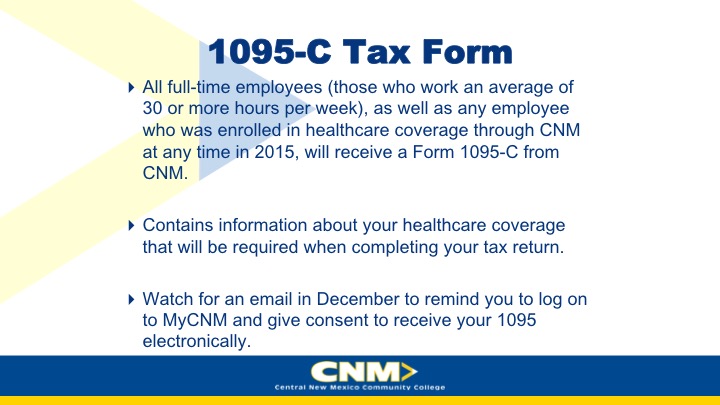 1095-C Tax Form
All full-time employees (those who work an average of
30 or more hours per week), as well as any employee
who was enrolled in healthcare coverage through CNM
at any time in 2015, will receive a Form 1095-C from
CNM.
Contains information about your healthcare coverage
that will be required when completing your tax return.
Watch for an email in December to remind you to log on
to MyCNM and give consent to receive your 1095
electronically.
CNM
Central New Mexico Community College